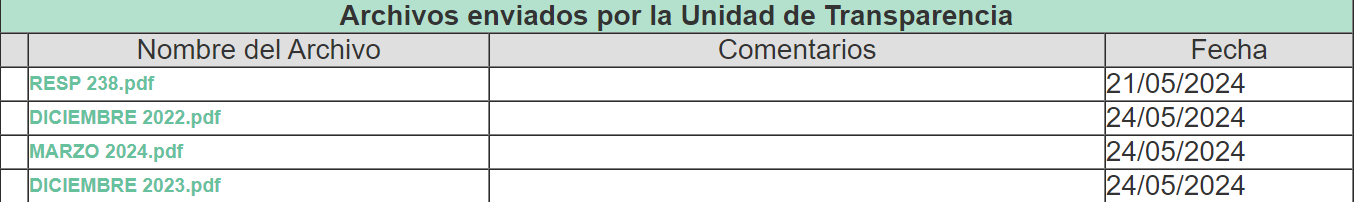 Archivos enviados por la Unidad de Transparencia
Nombre del Archivo Comentarios Fecha
RESP 238.pdf 21/05/2024
DICIEMBRE 2022.pdf 24/05/2024
MARZO 2024.pdf 24/05/2024
DICIEMBRE 2023.pdf 24/05/2024